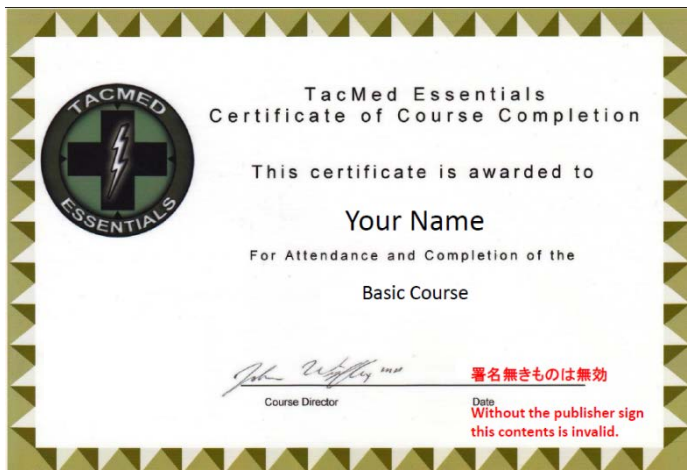 TACMED
ESSENTIALS
TacMed Essentials
Certificate of Course Completion
This certificate is awarded to
Your Name
For Attendance and Completion of the
Basic Course
署名無きものは無効
Course Director
Date
Without the publisher sign
this contents is invalid.